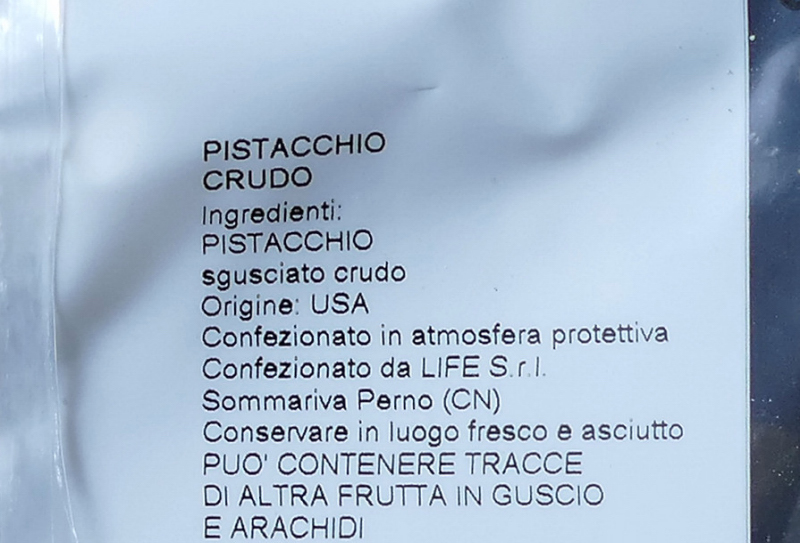 PISTACCHIO
CRUDO
Ingredienti:
PISTACCHIO
sgusciato crudo
Origine: USA
Confezionato in atmosfera protettiva
Confezionato da LIFE S.r.l.
Sommariva Perno (CN)
Conservare in luogo fresco e asciutto
PUO' CONTENERE TRACCE
DI ALTRA FRUTTA IN GUSCIO
E ARACHIDI